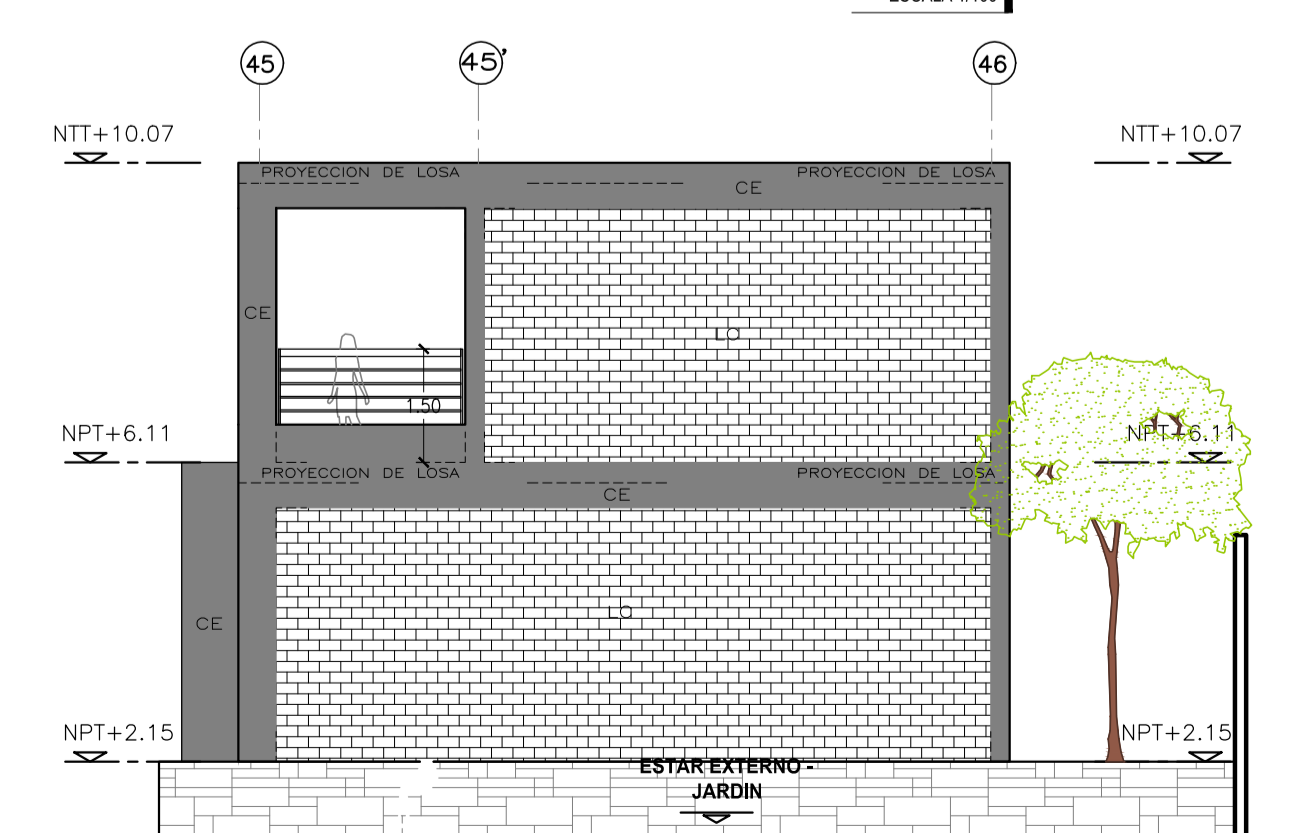 45
45'
46
NTT+10.07
NTT+10.07
PROYECCION DE LOSA
PROYECCION DE LOSA
CE
CE
1.50
NPT+6.11
NPT+6.11
PROYECCION DE LOSA
PROYECCION DE LOSA
CE
CE
NPT+2.15
NPT+2.15
ESTAR EXTERNO -
JARDIN